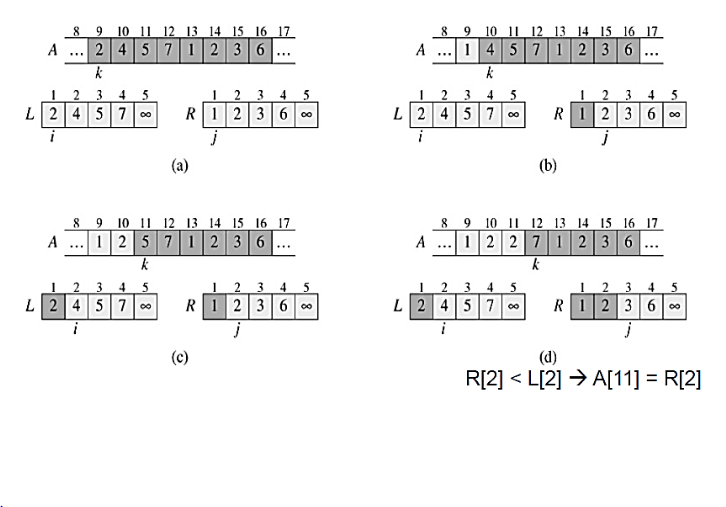 8 9 10 11 12 13 14 15 16 17
A ... 2 4 5 7 1 2 3 6 ...
k
1 2 3 4 5
L 2 4 5 7 ∞
i
1 2 3 4 5
R 1 2 3 6 ∞
j
(a)
8 9 10 11 12 13 14 15 16 17
A ... 1 4 5 7 1 2 3 6 ...
k
1 2 3 4 5
L 2 4 5 7 ∞
i
1 2 3 4 5
R 1 2 3 6 ∞
j
(b)
8 9 10 11 12 13 14 15 16 17
A ... 1 2 5 7 1 2 3 6 ...
k
1 2 3 4 5
L 2 4 5 7 ∞
i
1 2 3 4 5
R 1 2 3 6 ∞
j
(c)
8 9 10 11 12 13 14 15 16 17
A ... 1 2 2 7 1 2 3 6 ...
k
1 2 3 4 5
L 2 4 5 7 ∞
i
1 2 3 4 5
R 1 2 3 6 ∞
j
(d)
R[2] < L[2] → A[11] = R[2]